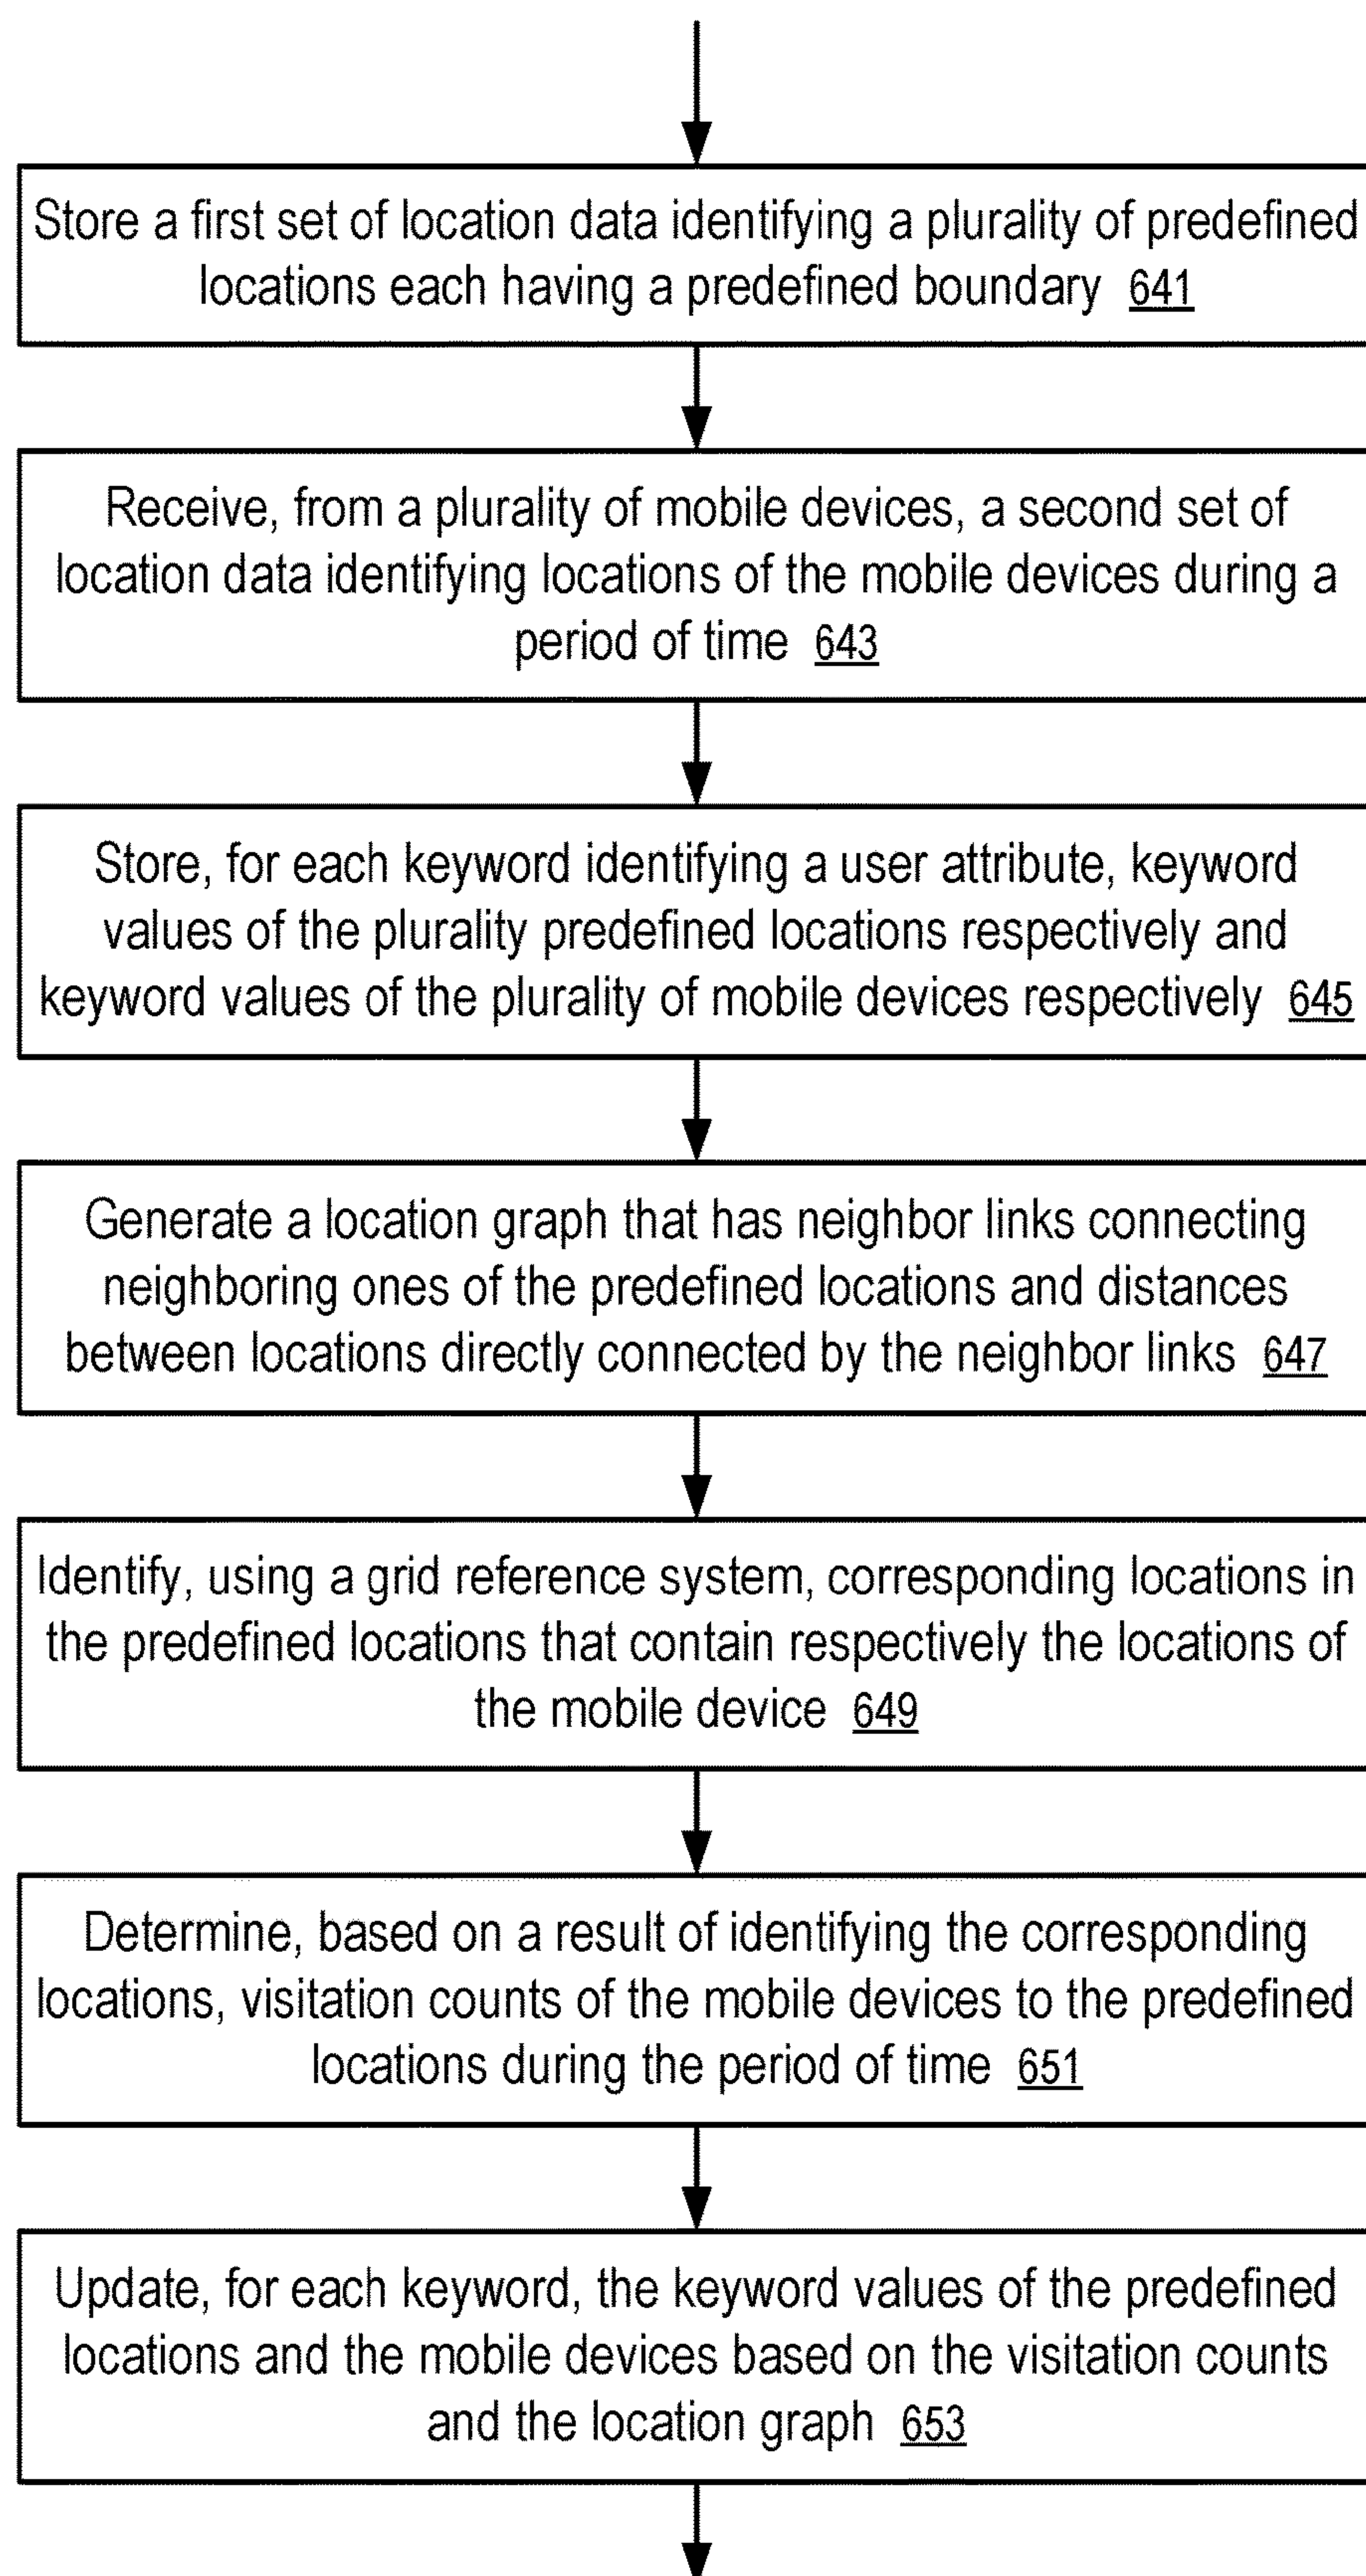 Store a first set of location data identifying a plurality of predefined
locations each having a predefined boundary 641
Receive, from a plurality of mobile devices, a second set of
location data identifying locations of the mobile devices during a
period of time 643
Store, for each keyword identifying a user attribute, keyword
values of the plurality predefined locations respectively and
keyword values of the plurality of mobile devices respectively 645
Generate a location graph that has neighbor links connecting
neighboring ones of the predefined locations and distances
between locations directly connected by the neighbor links 647
Identify, using a grid reference system, corresponding locations in
the predefined locations that contain respectively the locations of
the mobile device 649
Determine, based on a result of identifying the corresponding
locations, visitation counts of the mobile devices to the predefined
locations during the period of time 651
Update, for each keyword, the keyword values of the predefined
locations and the mobile devices based on the visitation counts
and the location graph 653